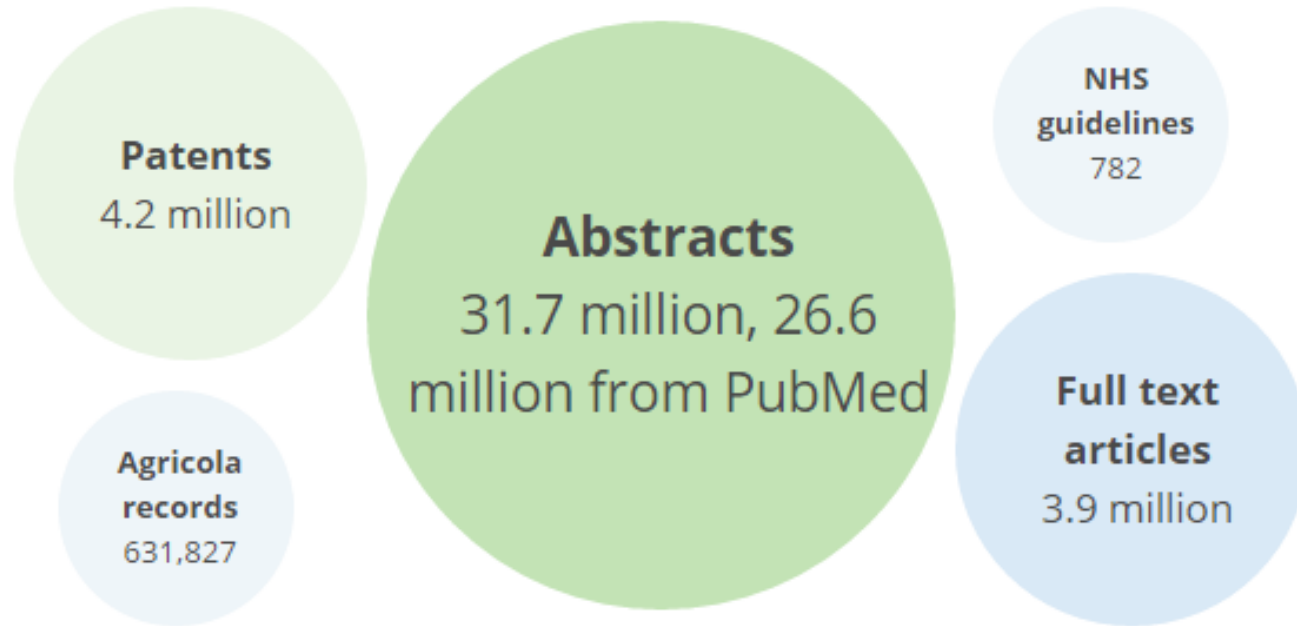 Patents
4.2 million
Agricola
records
631,827
Abstracts
31.7 million, 26.6
million from PubMed
NHS
guidelines
782
Full text
articles
3.9 million